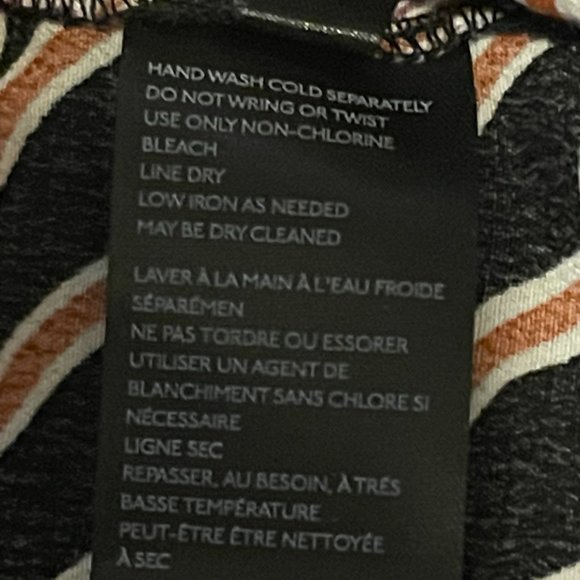 HAND WASH COLD SEPARATELY
DO NOT WRING OR TWIST
USE ONLY NON-CHLORINE
BLEACH
LINE DRY
LOW IRON AS NEEDED
MAY BE DRY CLEANED
LAVER À LA MAIN À L'EAU FROIDE
SÉPARÉMEN
NE PAS TORDRE OU ESSORER
UTILISER UN AGENT DE
BLANCHIMENT SANS CHLORE SI
NÉCESSAIRE
LIGNE SEC
REPASSER, AU BESOIN, À TRÉS
BASSE TEMPÉRATURE
PEUT-ÊTRE ÊTRE NETTOYÉE
À SEC